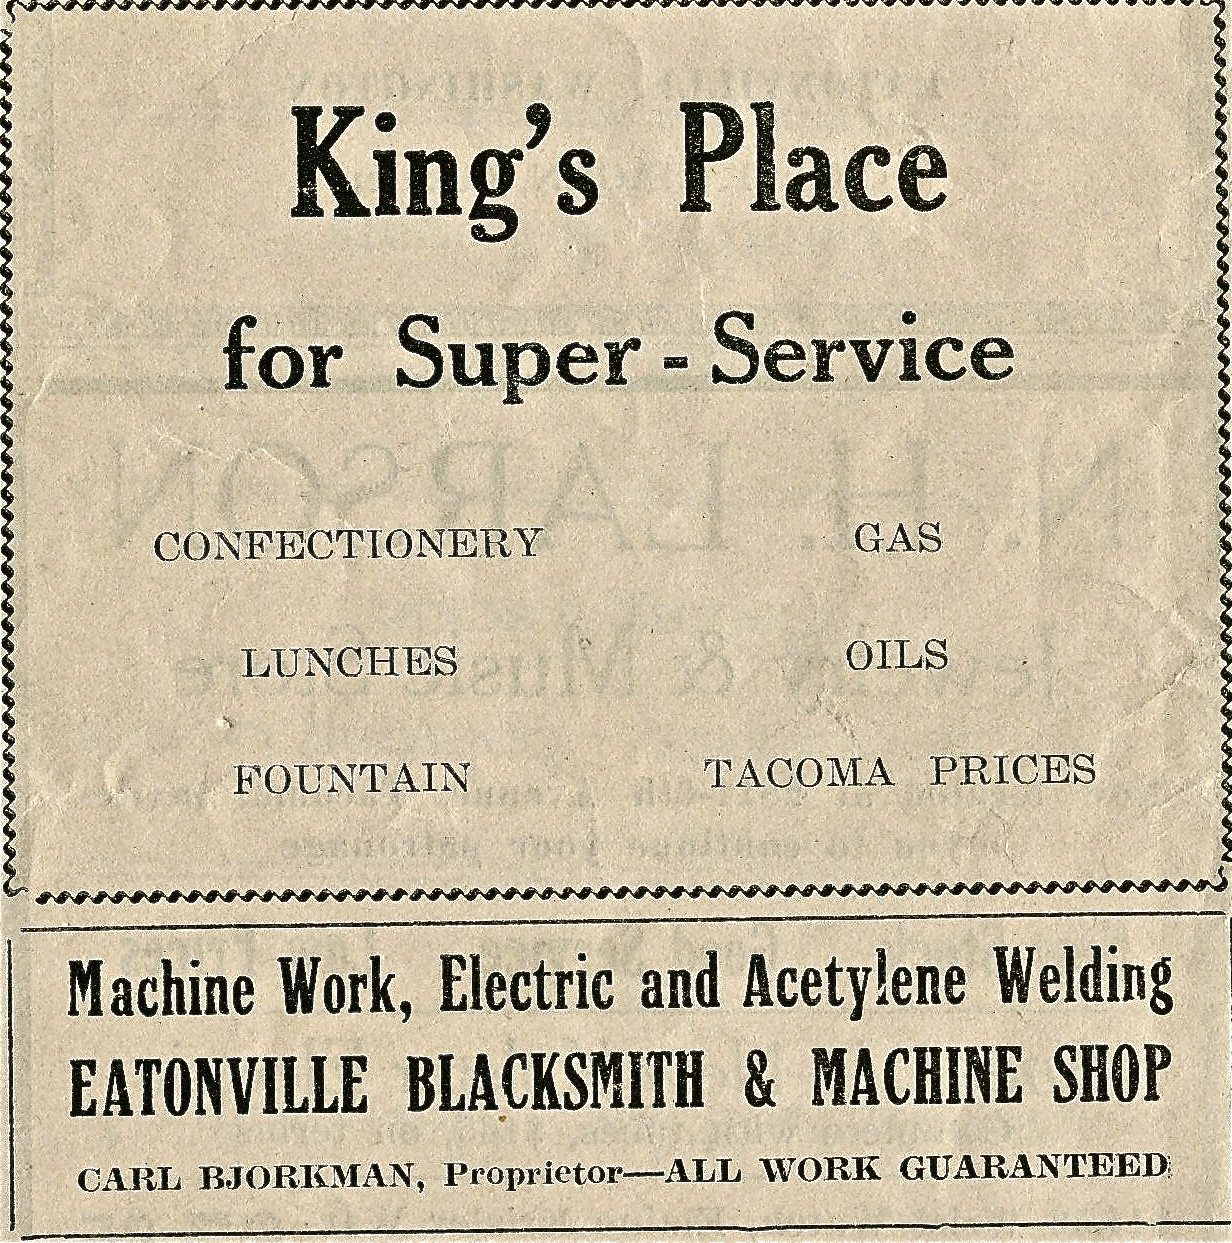 King's Place
for Super-Service
CONFECTIONERY GAS
LUNCHES OILS
FOUNTAIN TACOMA PRICES
Machine Work, Electric and Acetylene Welding
EATONVILLE BLACKSMITH & MACHINE SHOP
CARL BJORKMAN, Proprietor—ALL WORK GUARANTEED